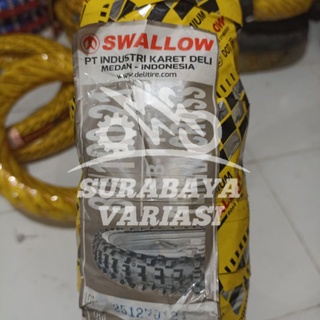 SWALLOW
PT INDUSTRI KARET DELI
MEDAN - INDONESIA
www.delitire.com
SURABAYA
VARIASI